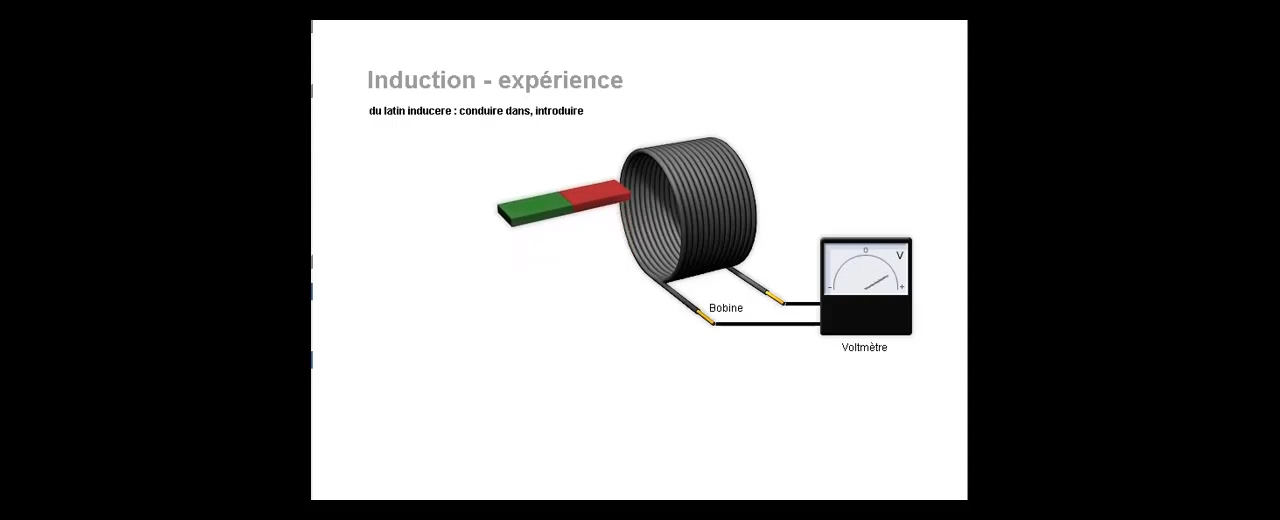 Induction - expérience
du latin inducere : conduire dans, introduire
0
V
- +
Bobine
Voltmètre